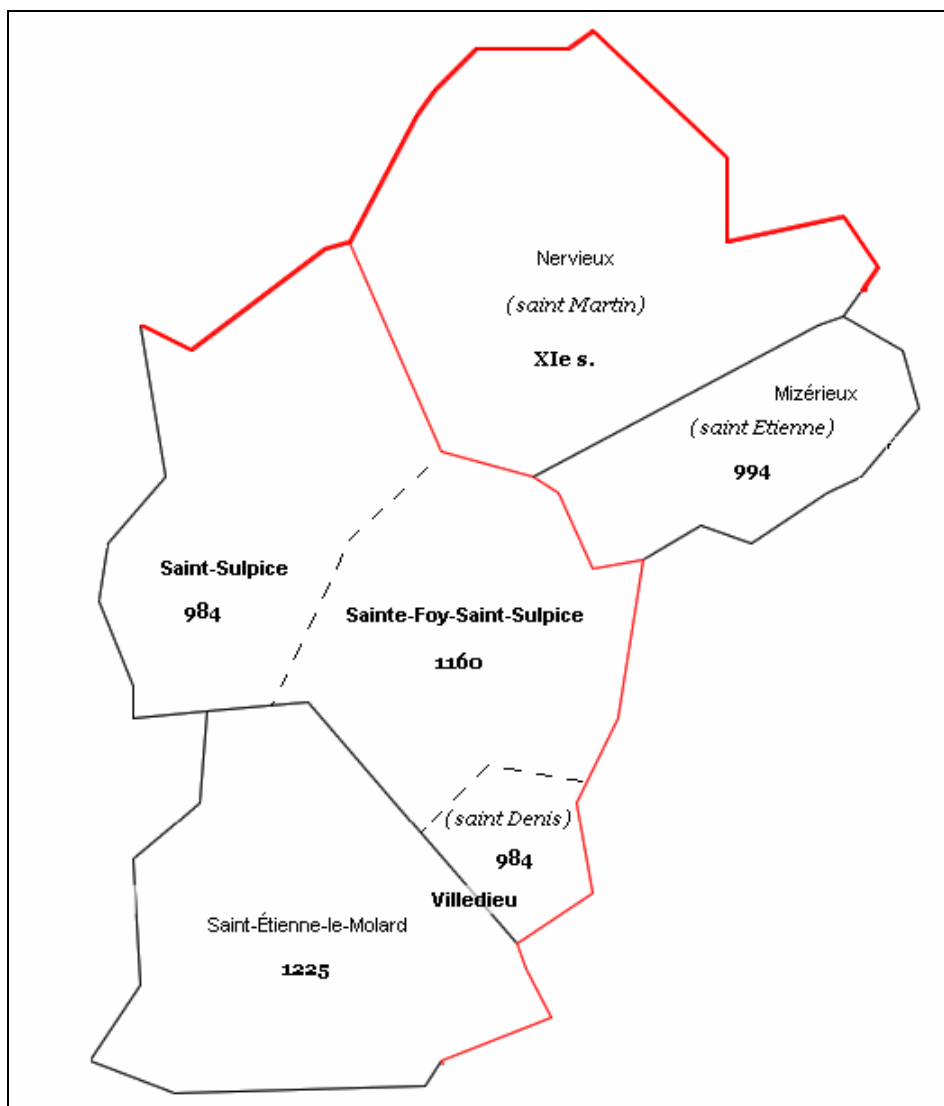 Nervieux
(saint Martin)
XIe s.
Mizérieux
(saint Etienne)
994
Saint-Sulpice
984
Sainte-Foy-Saint-Sulpice
1160
(saint Denis)
984
Villedieu
Saint-Étienne-le-Molard
1225